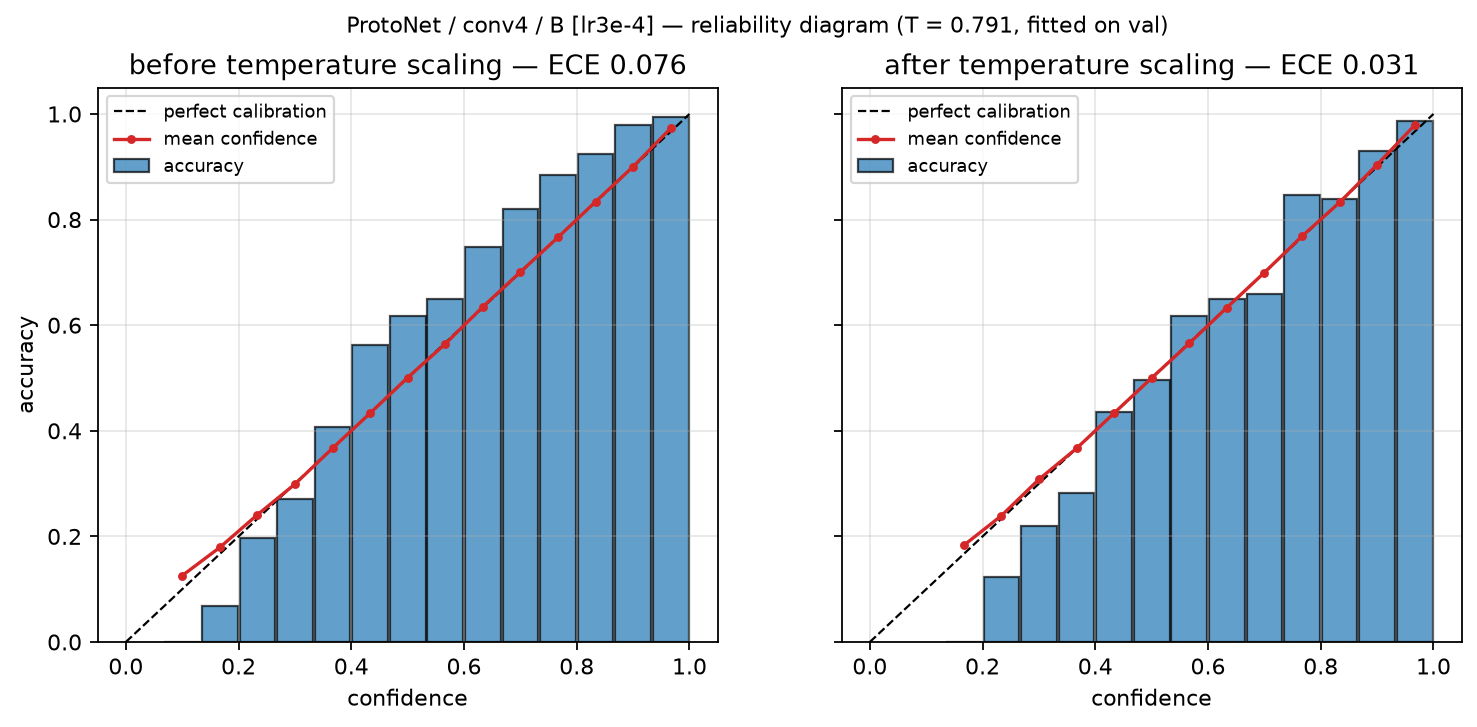 ProtoNet / conv4 / B [lr3e-4] — reliability diagram (T = 0.791, fitted on val)
before temperature scaling — ECE 0.076
perfect calibration
mean confidence
accuracy
1.0
0.8
0.6
0.4
0.2
0.0
accuracy
0.0 0.2 0.4 0.6 0.8 1.0
confidence
after temperature scaling — ECE 0.031
perfect calibration
mean confidence
accuracy
0.0 0.2 0.4 0.6 0.8 1.0
confidence